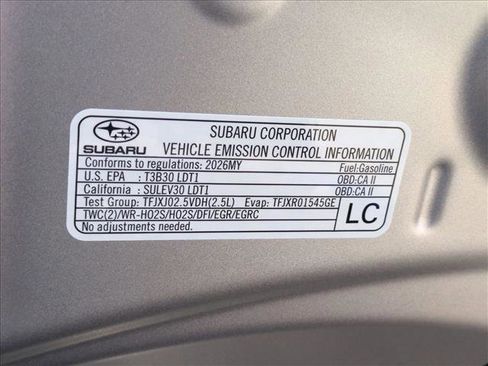 SUBARU
SUBARU CORPORATION
VEHICLE EMISSION CONTROL INFORMATION
Conforms to regulations: 2026MY Fuel:Gasoline
U.S. EPA : T3B30 LDT1 OBD:CA II
California : SULEV30 LDT1 OBD:CA II
Test Group: TFJXJ02.5VDH(2.5L) Evap: TFJXR01545GE
TWC(2)/WR-HO2S/HO2S/DFI/EGR/EGRC
No adjustments needed.
LC